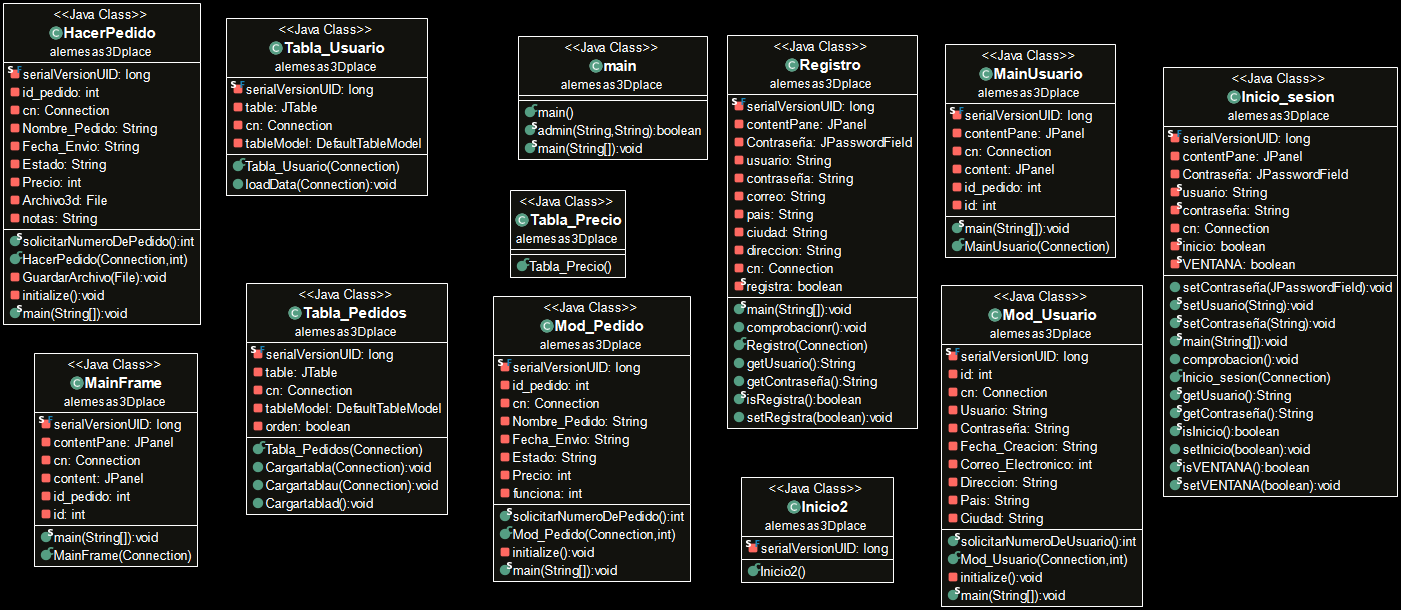 <<Java Class>>
HacerPedido
alemesas3Dplace
serialVersionUID: long
id_pedido: int
cn: Connection
Nombre_Pedido: String
Fecha_Envio: String
Estado: String
Precio: int
Archivo3d: File
notas: String
solicitarNumeroDePedido():int
HacerPedido(Connection,int)
GuardarArchivo(File):void
initialize():void
main(String[]):void
<<Java Class>>
MainFrame
alemesas3Dplace
serialVersionUID: long
contentPane: JPanel
cn: Connection
content: JPanel
id_pedido: int
id: int
main(String[]):void
MainFrame(Connection)
<<Java Class>>
Tabla_Usuario
alemesas3Dplace
serialVersionUID: long
table: JTable
cn: Connection
tableModel: DefaultTableModel
Tabla_Usuario(Connection)
loadData(Connection):void
<<Java Class>>
Tabla_Pedidos
alemesas3Dplace
serialVersionUID: long
table: JTable
cn: Connection
tableModel: DefaultTableModel
orden: boolean
Tabla_Pedidos(Connection)
Cargartabla(Connection):void
Cargartablau(Connection):void
Cargartablad():void
<<Java Class>>
main
alemesas3Dplace
main()
admin(String,String):boolean
main(String[]):void
<<Java Class>>
Tabla_Precio
alemesas3Dplace
Tabla_Precio()
<<Java Class>>
Mod_Pedido
alemesas3Dplace
serialVersionUID: long
id_pedido: int
cn: Connection
Nombre_Pedido: String
Fecha_Envio: String
Estado: String
Precio: int
funciona: int
solicitarNumeroDePedido():int
Mod_Pedido(Connection,int)
initialize():void
main(String[]):void
<<Java Class>>
Registro
alemesas3Dplace
serialVersionUID: long
contentPane: JPanel
Contraseña: JPasswordField
usuario: String
contraseña: String
correo: String
pais: String
ciudad: String
direccion: String
cn: Connection
registra: boolean
main(String[]):void
comprobacionr():void
Registro(Connection)
getUsuario():String
getContraseña():String
isRegistra():boolean
setRegistra(boolean):void
<<Java Class>>
Inicio2
alemesas3Dplace
serialVersionUID: long
Inicio2()
<<Java Class>>
MainUsuario
alemesas3Dplace
serialVersionUID: long
contentPane: JPanel
cn: Connection
content: JPanel
id_pedido: int
id: int
main(String[]):void
MainUsuario(Connection)
<<Java Class>>
Mod_Usuario
alemesas3Dplace
serialVersionUID: long
id: int
cn: Connection
Usuario: String
Contraseña: String
Fecha_Creacion: String
Correo_Electronico: int
Direccion: String
Pais: String
Ciudad: String
solicitarNumeroDeUsuario():int
Mod_Usuario(Connection,int)
initialize():void
main(String[]):void
<<Java Class>>
Inicio_sesion
alemesas3Dplace
serialVersionUID: long
contentPane: JPanel
Contraseña: JPasswordField
usuario: String
contraseña: String
cn: Connection
inicio: boolean
VENTANA: boolean
setContraseña(JPasswordField):void
setUsuario(String):void
setContraseña(String):void
main(String[]):void
comprobacion():void
Inicio_sesion(Connection)
getUsuario():String
getContraseña():String
isInicio():boolean
setInicio(boolean):void
isVENTANA():boolean
setVENTANA(boolean):void